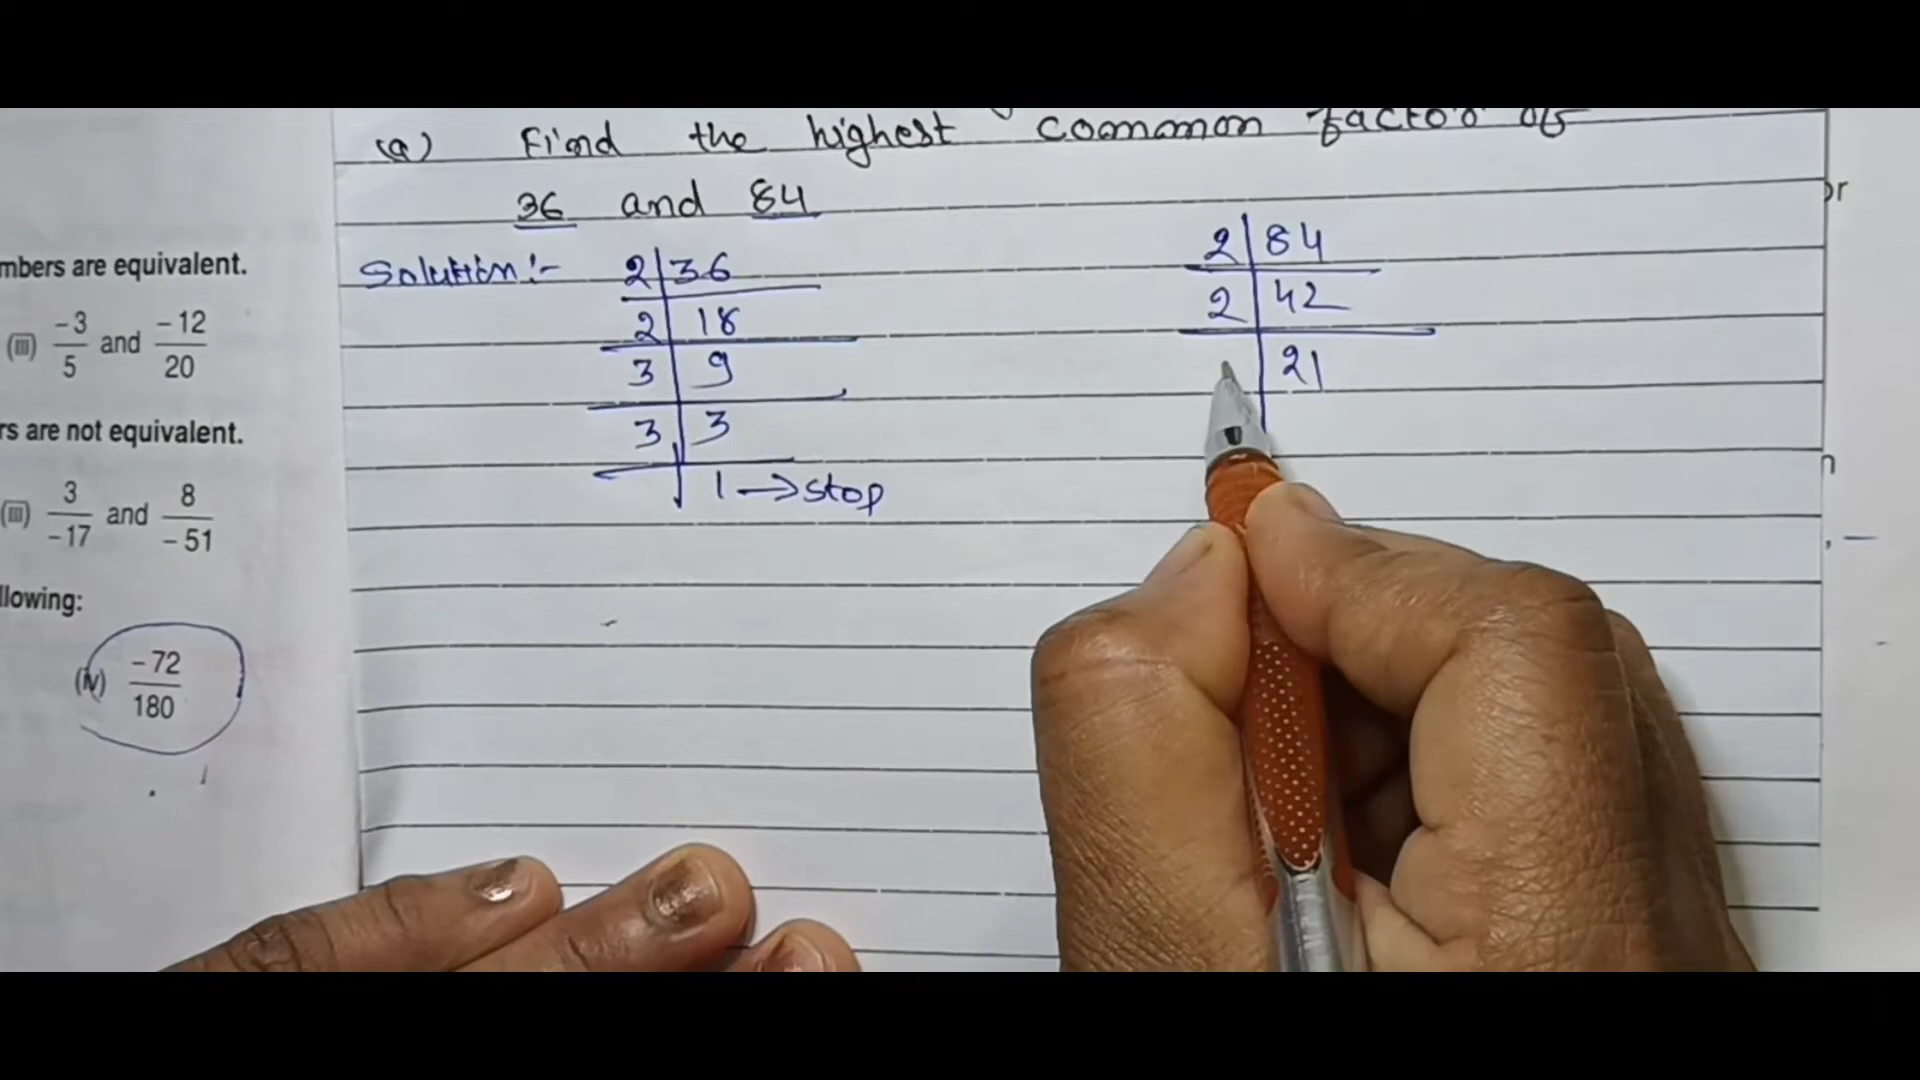 (a) Find the highest common factor of
36 and 84
Solution :-
2 | 36
2 | 18
3 | 9
3 | 3
1 → stop
2 | 84
2 | 42
21
mbers are equivalent.
(iii) -3/5 and -12/20
rs are not equivalent.
(iii) 3/-17 and 8/-51
llowing:
(iv) -72/180
or
n